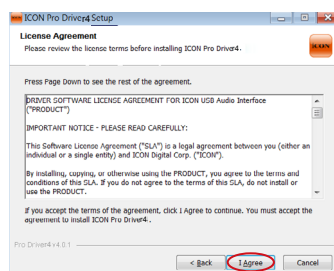 ICON Pro Driver4 Setup
License Agreement
Please review the license terms before installing ICON Pro Driver4.
ICON
Press Page Down to see the rest of the agreement.
DRIVER SOFTWARE LICENSE AGREEMENT FOR ICON USB Audio Interface
("PRODUCT")
IMPORTANT NOTICE - PLEASE READ CAREFULLY:
This Software License Agreement ("SLA") is a legal agreement between you (either an
individual or a single entity) and ICON Digital Corp. ("ICON").
By installing, copying, or otherwise using the PRODUCT, you agree to the terms and
conditions of this SLA. If you do not agree to the terms of this SLA, do not install or
use the PRODUCT.
If you accept the terms of the agreement, click I Agree to continue. You must accept the
agreement to install ICON Pro Driver4.
Pro Driver4 v4.0.1
< Back
I Agree
Cancel